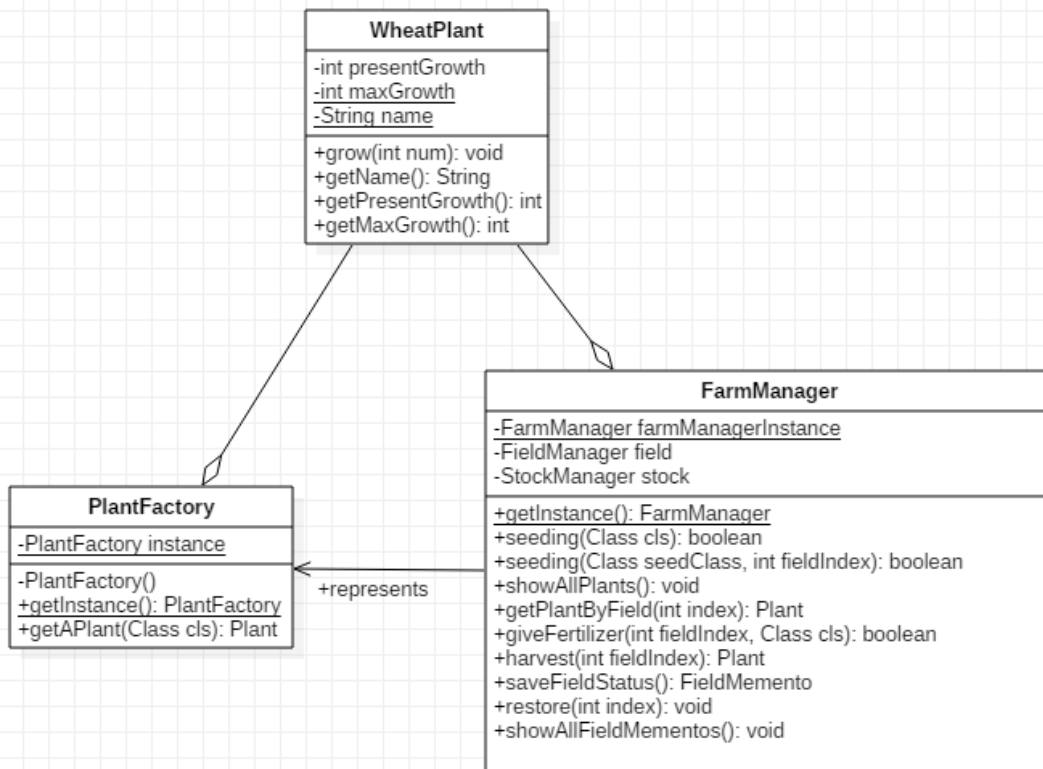 WheatPlant
-int presentGrowth
-int maxGrowth
-String name
+grow(int num): void
+getName(): String
+getPresentGrowth(): int
+getMaxGrowth(): int
FarmManager
-FarmManager farmManagerInstance
-FieldManager field
-StockManager stock
+getInstance(): FarmManager
+seeding(Class cls): boolean
+seeding(Class seedClass, int fieldIndex): boolean
+showAllPlants(): void
+getPlantByField(int index): Plant
+giveFertilizer(int fieldIndex, Class cls): boolean
+harvest(int fieldIndex): Plant
+saveFieldStatus(): FieldMemento
+restore(int index): void
+showAllFieldMementos(): void
PlantFactory
-PlantFactory instance
-PlantFactory()
+getInstance(): PlantFactory
+getAPlant(Class cls): Plant
+represents